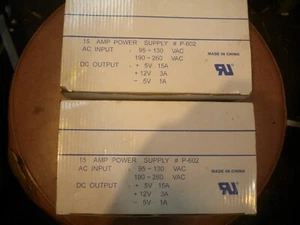 15 AMP POWER SUPPLY # P-602
AC INPUT : 95-130 VAC
190-260 VAC
DC OUTPUT : + 5V 15A
+ 12V 3A
- 5V 1A
MADE IN CHINA
15 AMP POWER SUPPLY # P-602
AC INPUT : 95-130 VAC
190-260 VAC
DC OUTPUT : + 5V 15A
+ 12V 3A
- 5V 1A
MADE IN CHINA